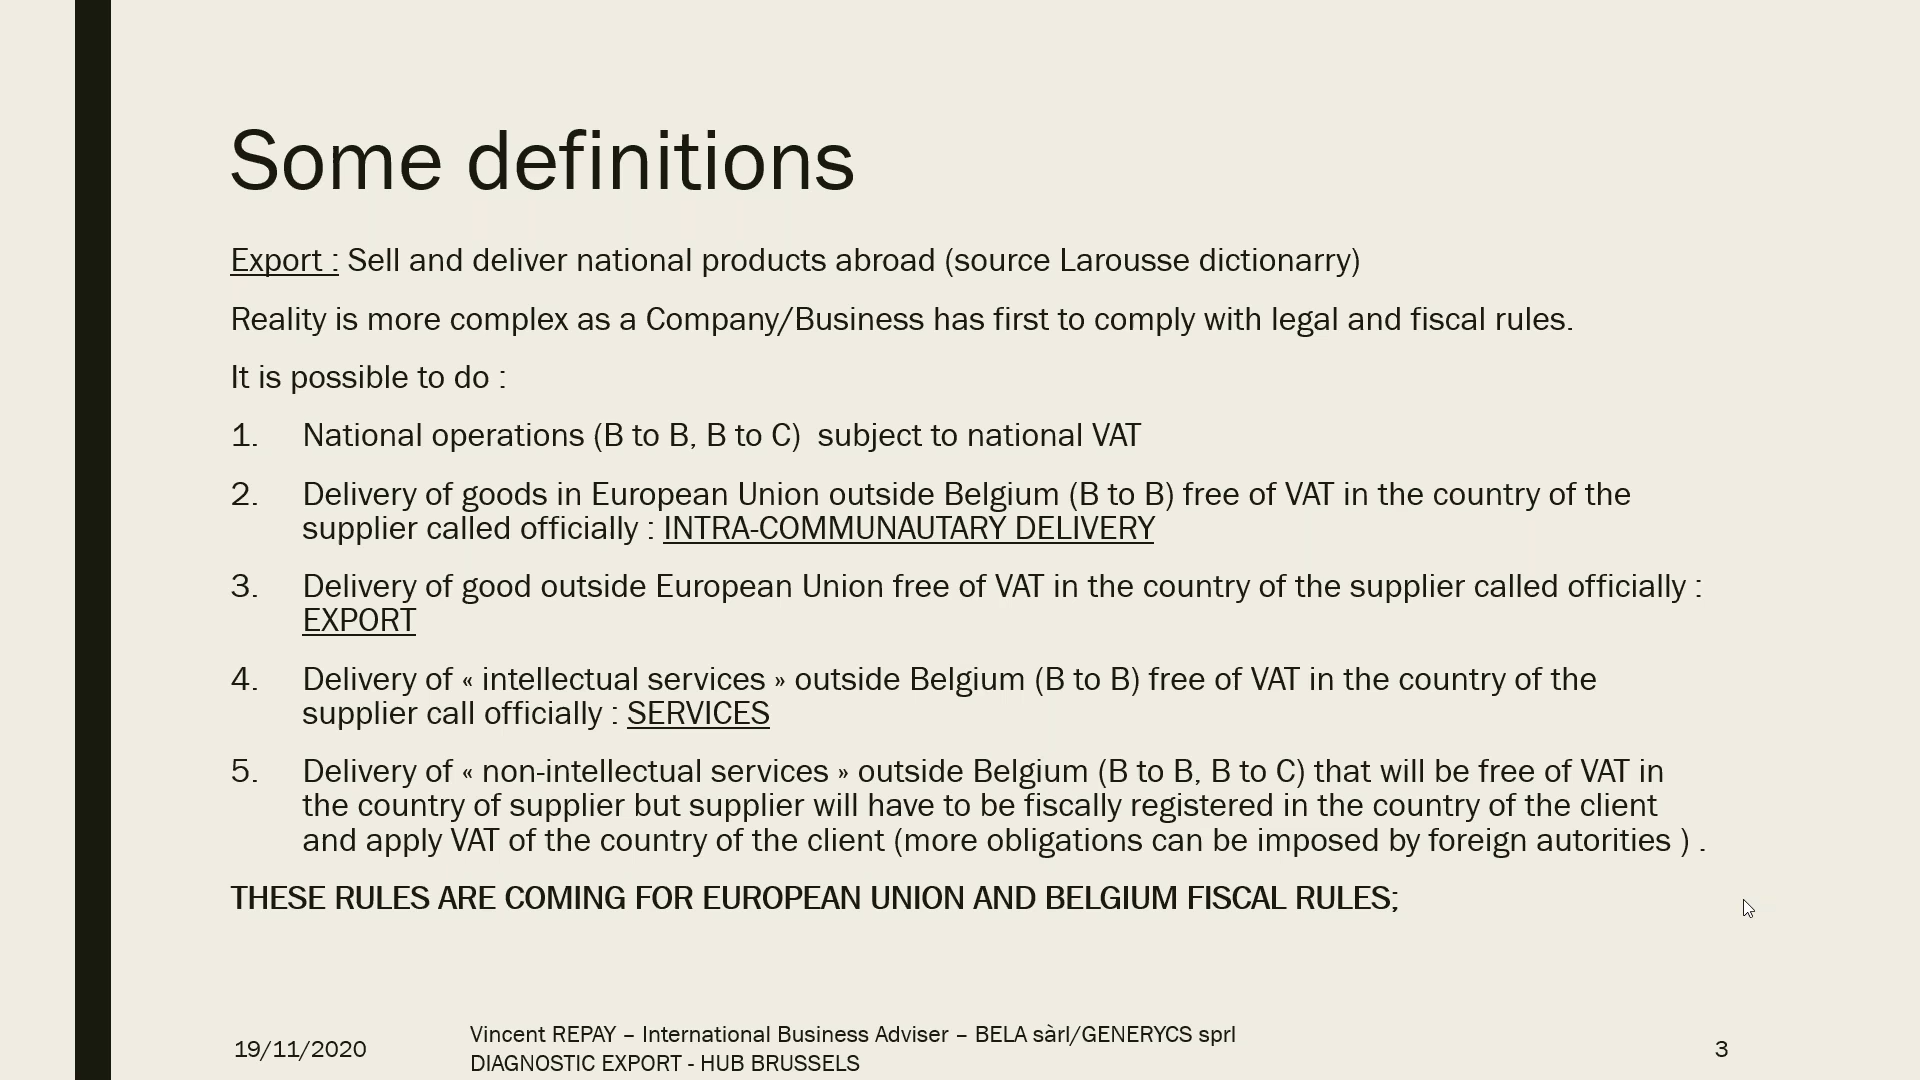 Some definitions
Export : Sell and deliver national products abroad (source Larousse dictionarry)
Reality is more complex as a Company/Business has first to comply with legal and fiscal rules.
It is possible to do :
1. National operations (B to B, B to C)  subject to national VAT
2. Delivery of goods in European Union outside Belgium (B to B) free of VAT in the country of the
supplier called officially : INTRA-COMMUNAUTARY DELIVERY
3. Delivery of good outside European Union free of VAT in the country of the supplier called officially :
EXPORT
4. Delivery of « intellectual services » outside Belgium (B to B) free of VAT in the country of the
supplier call officially : SERVICES
5. Delivery of « non-intellectual services » outside Belgium (B to B, B to C) that will be free of VAT in
the country of supplier but supplier will have to be fiscally registered in the country of the client
and apply VAT of the country of the client (more obligations can be imposed by foreign autorities ) .
THESE RULES ARE COMING FOR EUROPEAN UNION AND BELGIUM FISCAL RULES;
19/11/2020
Vincent REPAY – International Business Adviser – BELA sàrl/GENERYCS sprl
DIAGNOSTIC EXPORT - HUB BRUSSELS
3